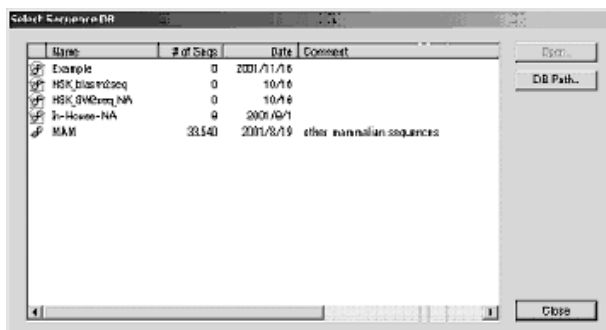 Select Sequence DB
Name # of Seqs Date Comment
Example 0 2001/11/16
HSK_blastn2seq 0 10/16
HSK_SW2seq_NA 0 10/16
In-House-NA 9 2001/9/1
MAM 33,540 2001/8/19 other mammalian sequences
Open..
DB Path..
Close